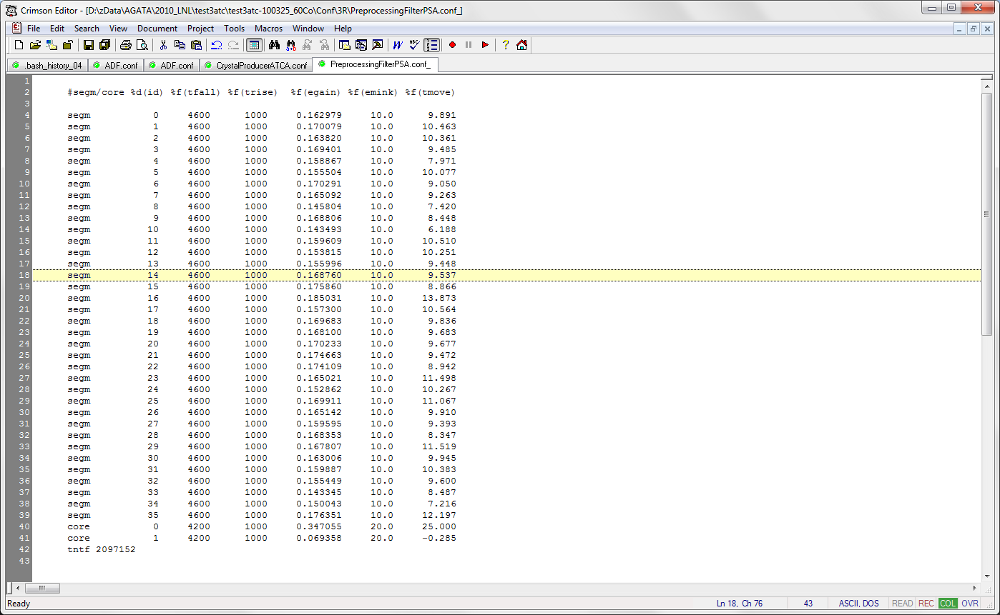 Crimson Editor - [D:\zData\AGATA\2010_LNL\test3atc\test3atc-100325_60Co\Conf\3R\PreprocessingFilterPSA.conf_]
File Edit Search View Document Project Tools Macros Window Help
.bash_history_04 ADF.conf ADF.conf CrystalProducerATCA.conf PreprocessingFilterPSA.conf_
1
2 #segm/core %d(id) %f(tfall) %f(trise) %f(egain) %f(emink) %f(tmove)
3
4 segm 0 4600 1000 0.162979 10.0 9.891
5 segm 1 4600 1000 0.170079 10.0 10.463
6 segm 2 4600 1000 0.163820 10.0 10.361
7 segm 3 4600 1000 0.169401 10.0 9.485
8 segm 4 4600 1000 0.158867 10.0 7.971
9 segm 5 4600 1000 0.155504 10.0 10.077
10 segm 6 4600 1000 0.170291 10.0 9.050
11 segm 7 4600 1000 0.165092 10.0 9.263
12 segm 8 4600 1000 0.145804 10.0 7.420
13 segm 9 4600 1000 0.168806 10.0 8.448
14 segm 10 4600 1000 0.143493 10.0 6.188
15 segm 11 4600 1000 0.159609 10.0 10.510
16 segm 12 4600 1000 0.153815 10.0 10.251
17 segm 13 4600 1000 0.155996 10.0 9.448
18 segm 14 4600 1000 0.168760 10.0 9.537
19 segm 15 4600 1000 0.175860 10.0 8.866
20 segm 16 4600 1000 0.185031 10.0 13.873
21 segm 17 4600 1000 0.157300 10.0 10.564
22 segm 18 4600 1000 0.169683 10.0 9.836
23 segm 19 4600 1000 0.168100 10.0 9.683
24 segm 20 4600 1000 0.170233 10.0 9.677
25 segm 21 4600 1000 0.174663 10.0 9.472
26 segm 22 4600 1000 0.174109 10.0 8.942
27 segm 23 4600 1000 0.165021 10.0 11.498
28 segm 24 4600 1000 0.152862 10.0 10.267
29 segm 25 4600 1000 0.169911 10.0 11.067
30 segm 26 4600 1000 0.165142 10.0 9.910
31 segm 27 4600 1000 0.159595 10.0 9.393
32 segm 28 4600 1000 0.168353 10.0 8.347
33 segm 29 4600 1000 0.167807 10.0 11.519
34 segm 30 4600 1000 0.163006 10.0 9.945
35 segm 31 4600 1000 0.159887 10.0 10.383
36 segm 32 4600 1000 0.155449 10.0 9.600
37 segm 33 4600 1000 0.143345 10.0 8.487
38 segm 34 4600 1000 0.150043 10.0 7.216
39 segm 35 4600 1000 0.176351 10.0 12.197
40 core 0 4200 1000 0.347055 20.0 25.000
41 core 1 4200 1000 0.069358 20.0 -0.285
42 tntf 2097152
43
Ready Ln 18, Ch 76 43 ASCII, DOS READ REC COL OVR